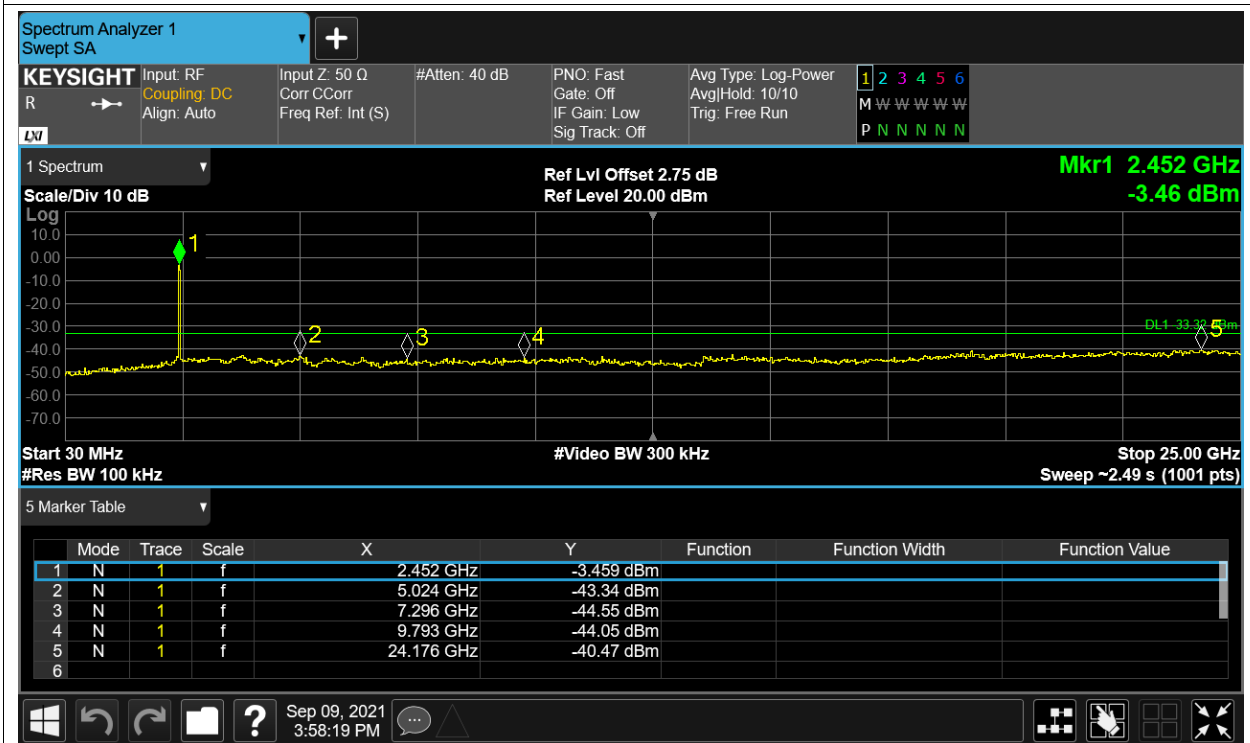 Spectrum Analyzer 1
Swept SA
KEYSIGHT
R
LXI
Input: RF
Coupling: DC
Align: Auto
Input Z: 50 Ω
Corr CCorr
Freq Ref: Int (S)
#Atten: 40 dB
PNO: Fast
Gate: Off
IF Gain: Low
Sig Track: Off
Avg Type: Log-Power
Avg|Hold: 10/10
Trig: Free Run
1 2 3 4 5 6
M W W W W W
P N N N N N
1 Spectrum
Scale/Div 10 dB
Ref Lvl Offset 2.75 dB
Ref Level 20.00 dBm
Mkr1 2.452 GHz
-3.46 dBm
Log
10.0
0.00
-10.0
-20.0
-30.0
-40.0
-50.0
-60.0
-70.0
1
2
3
4
5
DL1 -33.32 dBm
Start 30 MHz
#Video BW 300 kHz
Stop 25.00 GHz
#Res BW 100 kHz
Sweep ~2.49 s (1001 pts)
5 Marker Table
Mode Trace Scale X Y Function Function Width Function Value
1 N 1 f 2.452 GHz -3.459 dBm
2 N 1 f 5.024 GHz -43.34 dBm
3 N 1 f 7.296 GHz -44.55 dBm
4 N 1 f 9.793 GHz -44.05 dBm
5 N 1 f 24.176 GHz -40.47 dBm
6
?
Sep 09, 2021
3:58:19 PM